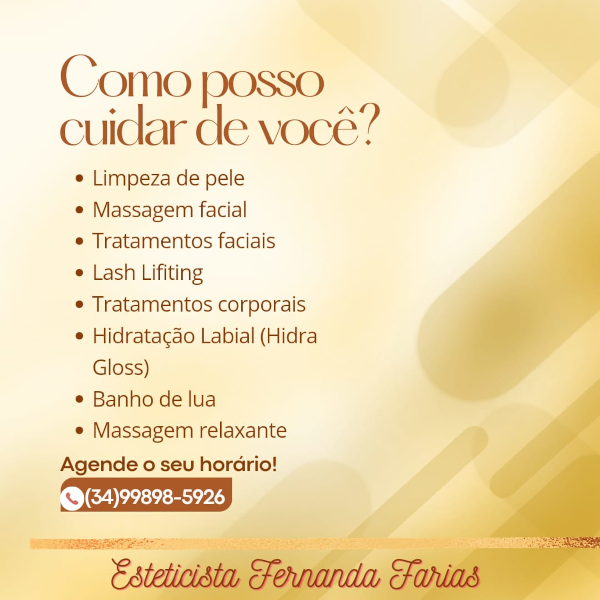 Como posso
cuidar de você?
• Limpeza de pele
• Massagem facial
• Tratamentos faciais
• Lash Lifiting
• Tratamentos corporais
• Hidratação Labial (Hidra
Gloss)
• Banho de lua
• Massagem relaxante
Agende o seu horário!
(34)99898-5926
Esteticista Fernanda Farias